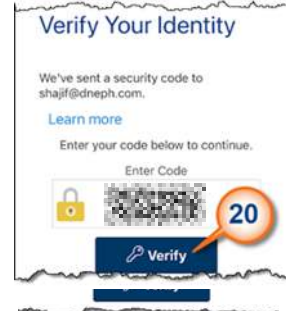 Verify Your Identity
We've sent a security code to
shajif@dneph.com.
Learn more
Enter your code below to continue.
Enter Code
20
Verify